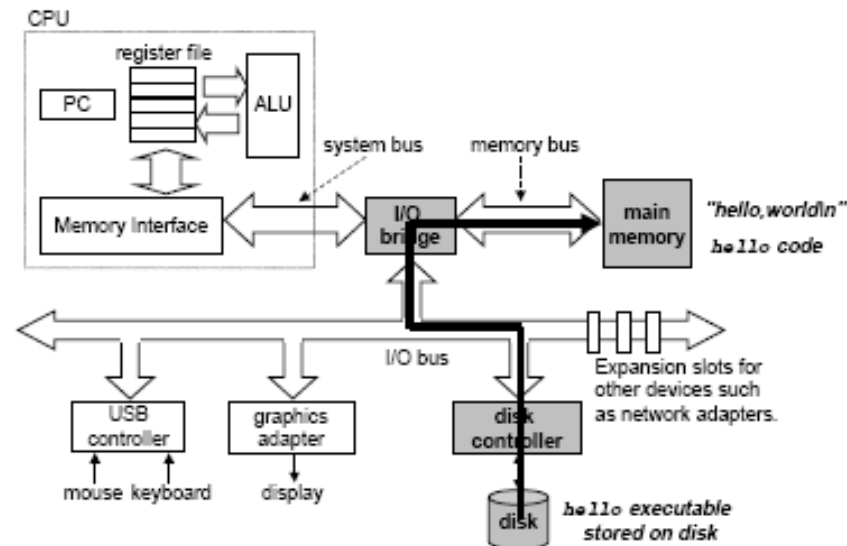 CPU
register file
PC
ALU
system bus
memory bus
Memory Interface
I/O
bridge
main
memory
"hello,world\n"
hello code
I/O bus
Expansion slots for
other devices such
as network adapters.
USB
controller
graphics
adapter
disk
controller
mouse keyboard
display
disk
hello executable
stored on disk